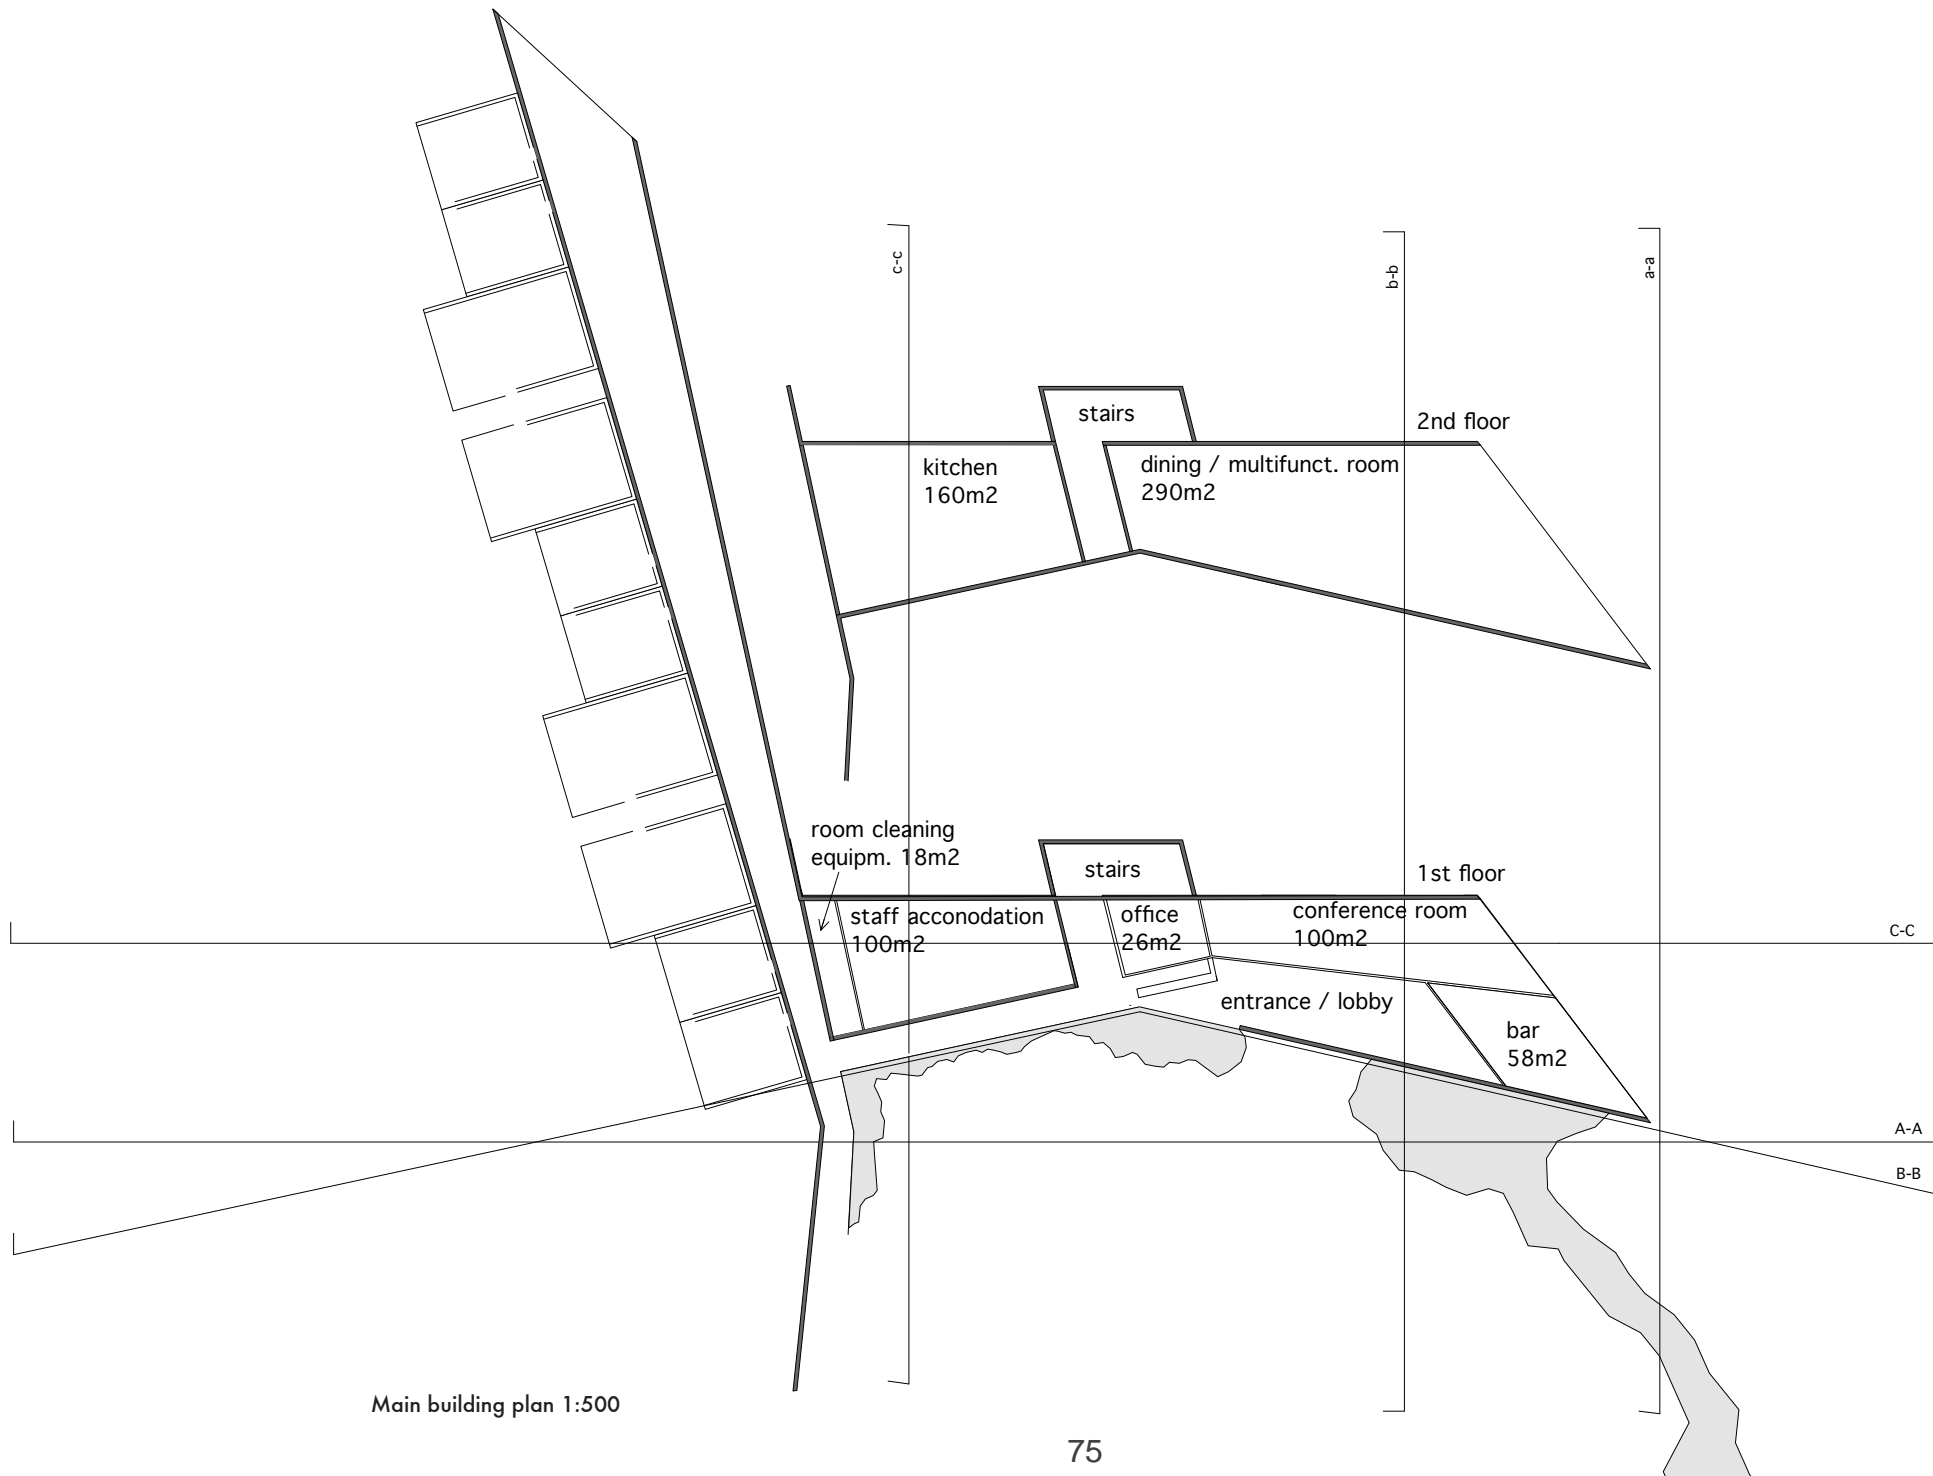 c-c
b-b
a-a
stairs
2nd floor
kitchen
160m2
dining / multifunct. room
290m2
room cleaning
equipm. 18m2
stairs
1st floor
staff acconodation
100m2
office
26m2
conference room
100m2
C-C
entrance / lobby
bar
58m2
A-A
B-B
Main building plan 1:500
75